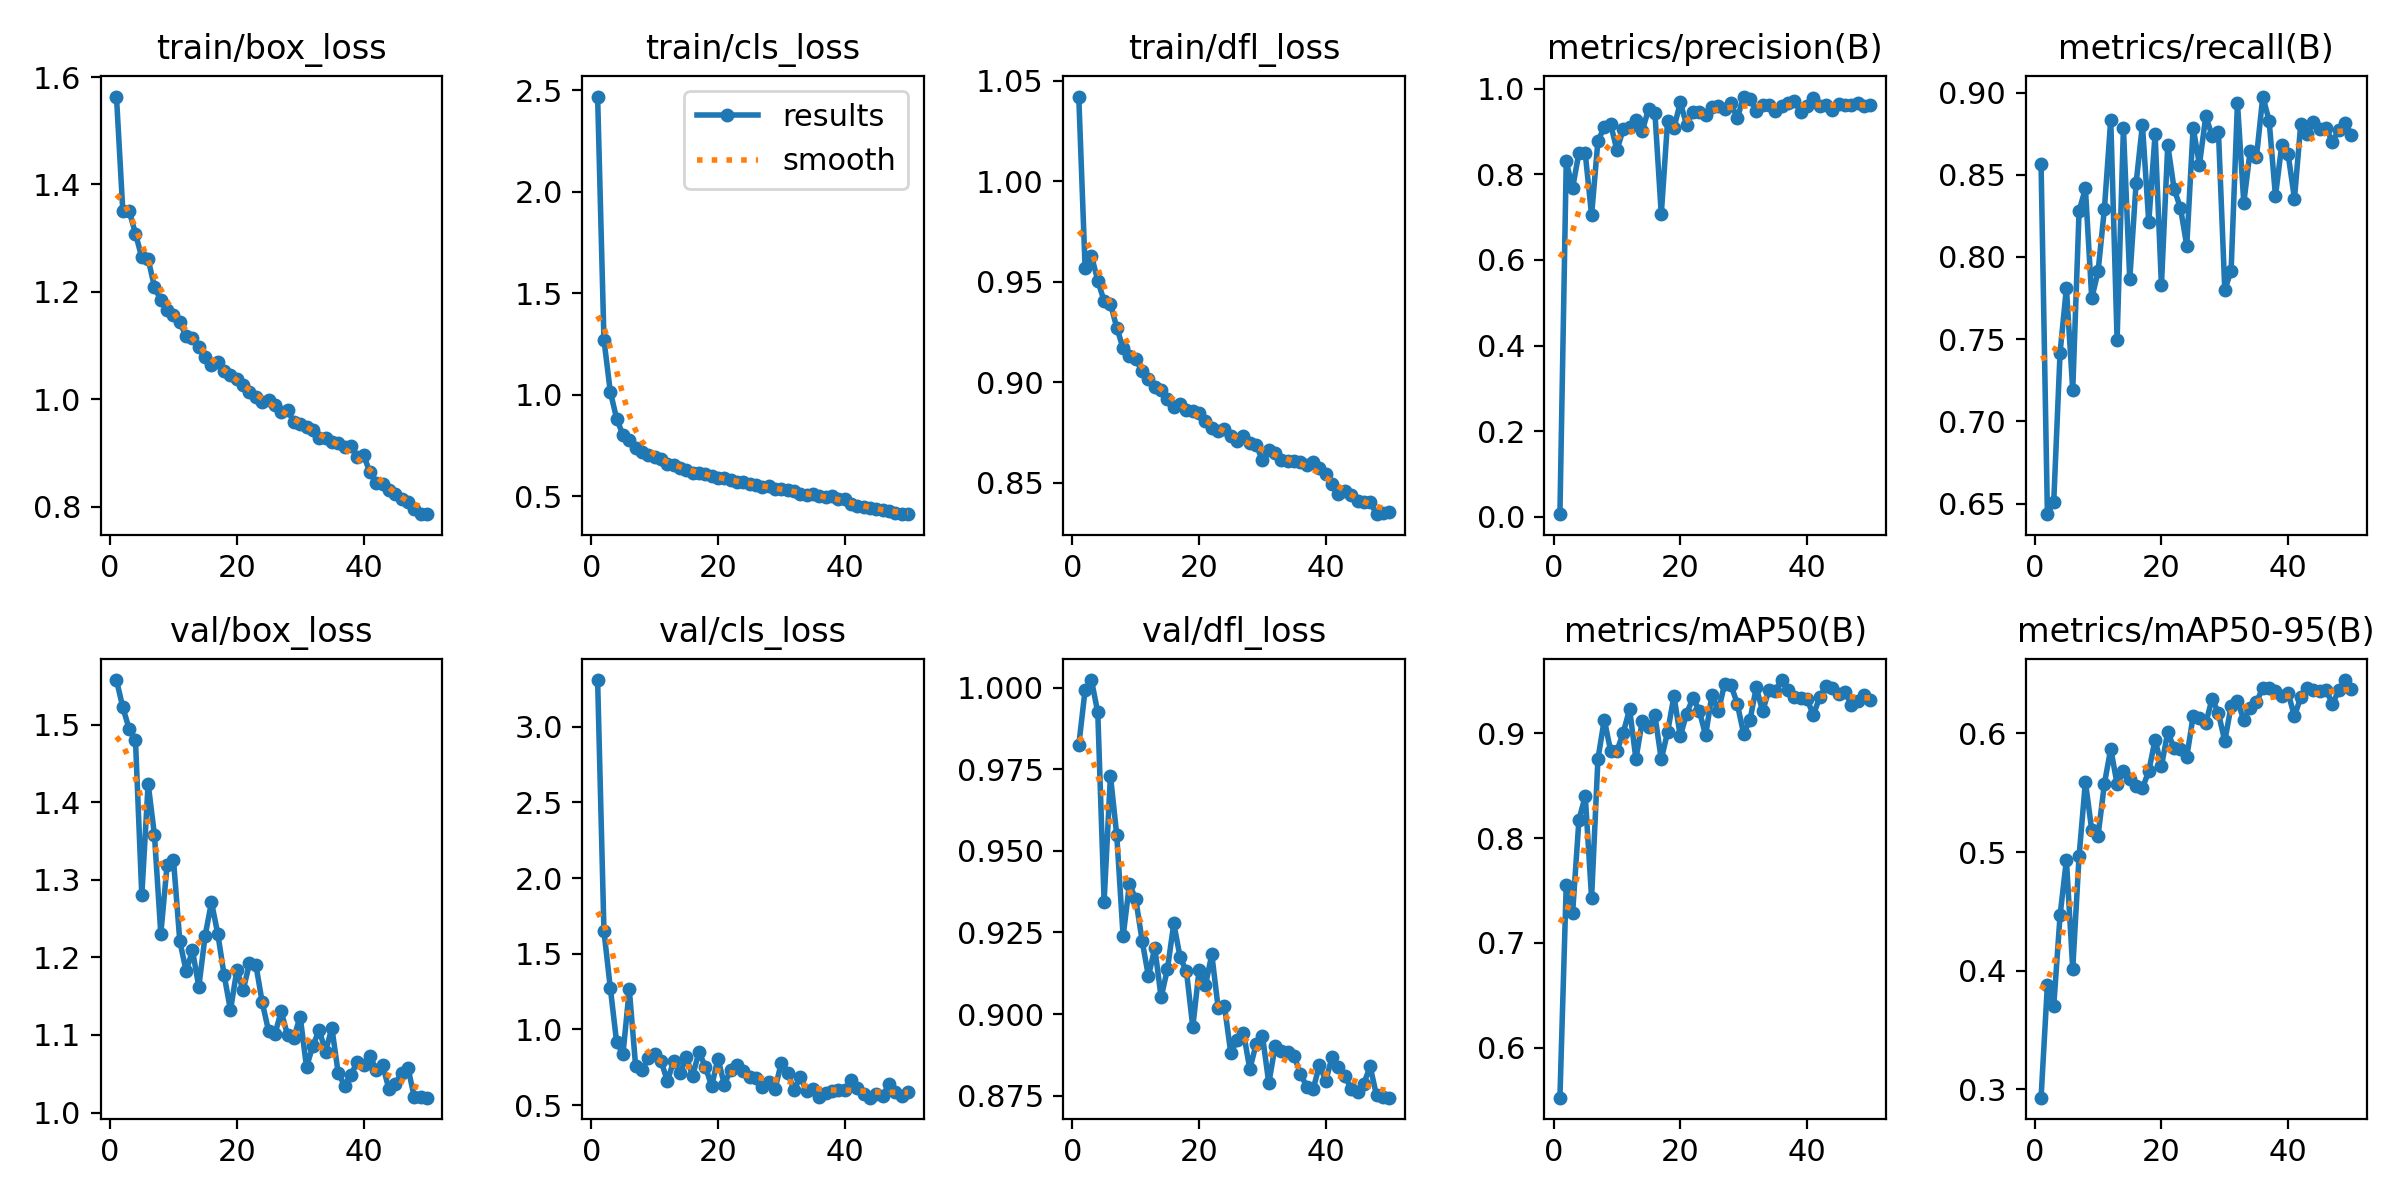 train/box_loss
1.6
1.4
1.2
1.0
0.8
0 20 40
train/cls_loss
results
smooth
2.5
2.0
1.5
1.0
0.5
0 20 40
train/dfl_loss
1.05
1.00
0.95
0.90
0.85
0 20 40
metrics/precision(B)
1.0
0.8
0.6
0.4
0.2
0.0
0 20 40
metrics/recall(B)
0.90
0.85
0.80
0.75
0.70
0.65
0 20 40
val/box_loss
1.5
1.4
1.3
1.2
1.1
1.0
0 20 40
val/cls_loss
3.0
2.5
2.0
1.5
1.0
0.5
0 20 40
val/dfl_loss
1.000
0.975
0.950
0.925
0.900
0.875
0 20 40
metrics/mAP50(B)
0.9
0.8
0.7
0.6
0 20 40
metrics/mAP50-95(B)
0.6
0.5
0.4
0.3
0 20 40